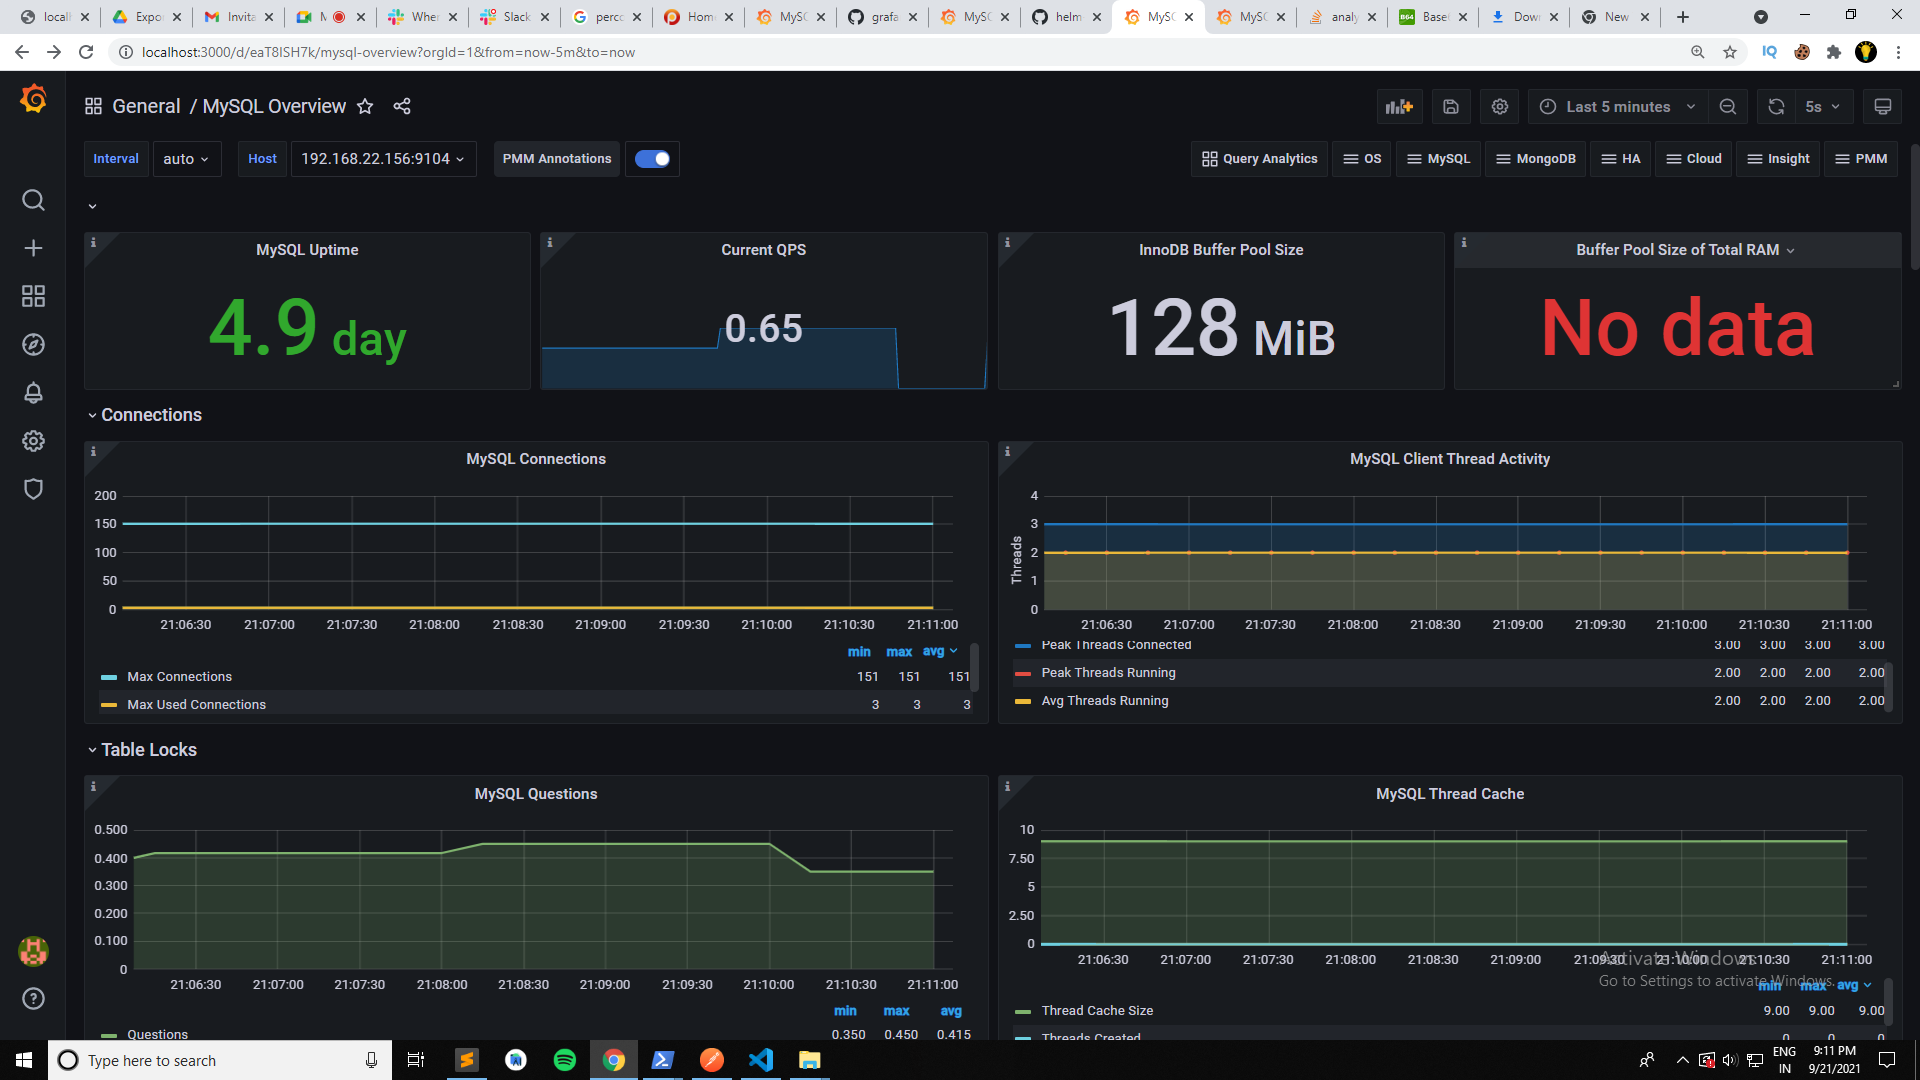 locall
Expo
Invita
M
Wher
Slack
percc
Hom
MySC
grafa
MySC
helm
MySC
MySC
analy
B64
Base
Dow
New
localhost:3000/d/eaT8lSH7k/mysql-overview?orgId=1&from=now-5m&to=now
IQ
General / MySQL Overview
Last 5 minutes
5s
Interval auto
Host 192.168.22.156:9104
PMM Annotations
Query Analytics
OS
MySQL
MongoDB
HA
Cloud
Insight
PMM
MySQL Uptime
4.9 day
Current QPS
0.65
InnoDB Buffer Pool Size
128 MiB
Buffer Pool Size of Total RAM
No data
Connections
MySQL Connections
200
150
100
50
0
21:06:30 21:07:00 21:07:30 21:08:00 21:08:30 21:09:00 21:09:30 21:10:00 21:10:30 21:11:00
min max avg
Max Connections 151 151 151
Max Used Connections 3 3 3
MySQL Client Thread Activity
Threads
4
3
2
1
0
21:06:30 21:07:00 21:07:30 21:08:00 21:08:30 21:09:00 21:09:30 21:10:00 21:10:30 21:11:00
Peak Threads Connected 3.00 3.00 3.00 3.00
Peak Threads Running 2.00 2.00 2.00 2.00
Avg Threads Running 2.00 2.00 2.00 2.00
Table Locks
MySQL Questions
0.500
0.400
0.300
0.200
0.100
0
21:06:30 21:07:00 21:07:30 21:08:00 21:08:30 21:09:00 21:09:30 21:10:00 21:10:30 21:11:00
min max avg
Questions 0.350 0.450 0.415
MySQL Thread Cache
10
7.50
5
2.50
0
21:06:30 21:07:00 21:07:30 21:08:00 21:08:30 21:09:00 21:09:30 21:10:00 21:10:30 21:11:00
Activate Windows
Go to Settings to activate Windows.
min max avg
Thread Cache Size 9.00 9.00 9.00
Threads Created 0 0 0
Type here to search
ENG
IN
9:11 PM
9/21/2021